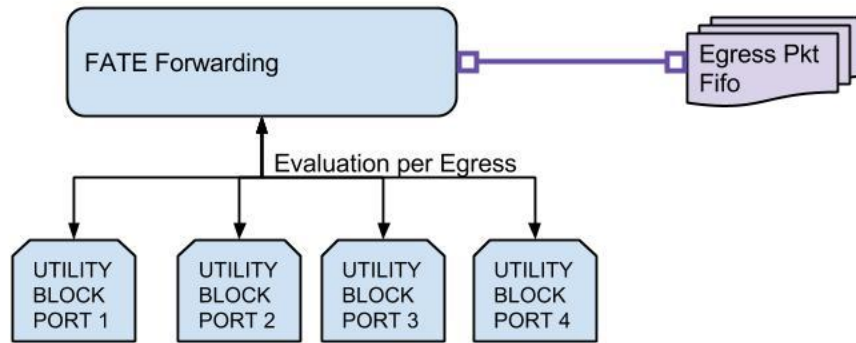 FATE Forwarding
Egress Pkt
Fifo
Evaluation per Egress
UTILITY
BLOCK
PORT 1
UTILITY
BLOCK
PORT 2
UTILITY
BLOCK
PORT 3
UTILITY
BLOCK
PORT 4